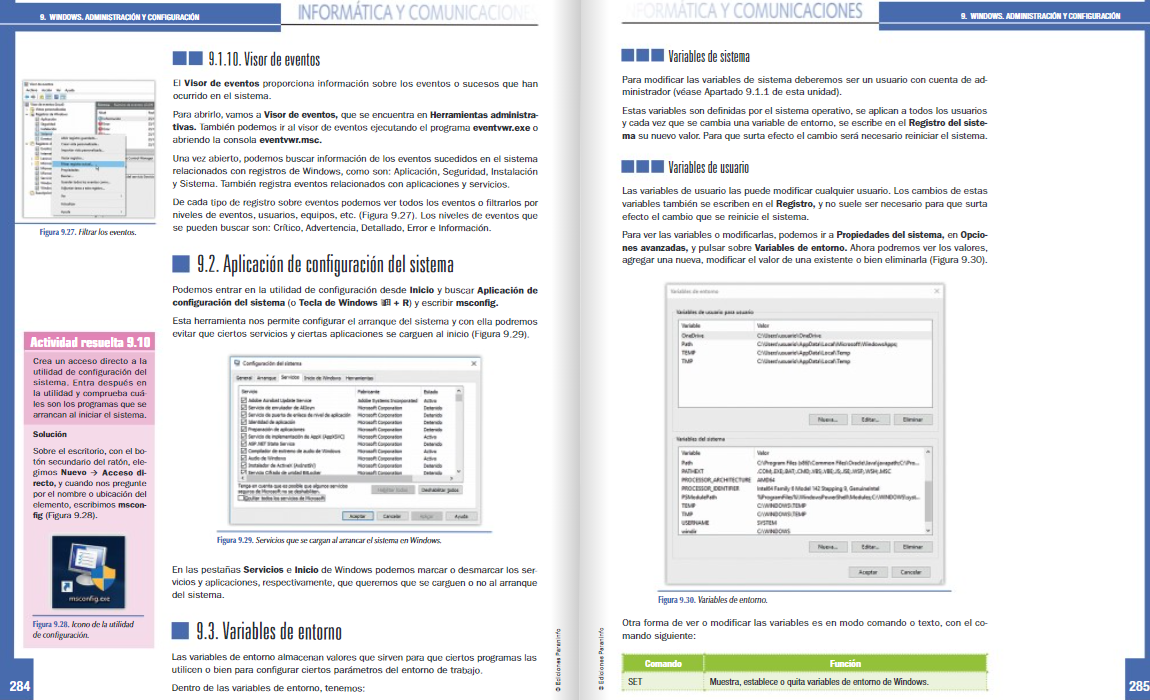 9. WINDOWS. ADMINISTRACIÓN Y CONFIGURACIÓN
INFORMÁTICA Y COMUNICACIONES
9.1.10. Visor de eventos
El Visor de eventos proporciona información sobre los eventos o sucesos que han
ocurrido en el sistema.
Para abrirlo, vamos a Visor de eventos, que se encuentra en Herramientas administra-
tivas. También podemos ir al visor de eventos ejecutando el programa eventvwr.exe o
abriendo la consola eventvwr.msc.
Una vez abierto, podemos buscar información de los eventos sucedidos en el sistema
relacionados con registros de Windows, como son: Aplicación, Seguridad, Instalación
y Sistema. También registra eventos relacionados con aplicaciones y servicios.
De cada tipo de registro sobre eventos podemos ver todos los eventos o filtrarlos por
niveles de eventos, usuarios, equipos, etc. (Figura 9.27). Los niveles de eventos que
se pueden buscar son: Crítico, Advertencia, Detallado, Error e Información.
Figura 9.27. Filtrar los eventos.
9.2. Aplicación de configuración del sistema
Podemos entrar en la utilidad de configuración desde Inicio y buscar Aplicación de
configuración del sistema (o Tecla de Windows + R) y escribir msconfig.
Esta herramienta nos permite configurar el arranque del sistema y con ella podremos
evitar que ciertos servicios y ciertas aplicaciones se carguen al inicio (Figura 9.29).
Actividad resuelta 9.10
Crea un acceso directo a la
utilidad de configuración del
sistema. Entra después en
la utilidad y comprueba cuá-
les son los programas que se
arrancan al iniciar el sistema.
Solución
Sobre el escritorio, con el bo-
tón secundario del ratón, ele-
gimos Nuevo → Acceso di-
recto, y cuando nos pregunte
por el nombre o ubicación del
elemento, escribimos mscon-
fig (Figura 9.28).
msconfig.exe
Figura 9.28. Icono de la utilidad
de configuración.
Configuración del sistema
General Arranque Servicios Inicio de Windows Herramientas
Servicio Fabricante Estado
Adobe Acrobat Update Service Adobe Systems Incorporated Activo
Servicio de enrutador de AllJoyn Microsoft Corporation Detenido
Servicio de puerta de enlace de nivel de aplicación Microsoft Corporation Detenido
Identidad de aplicación Microsoft Corporation Detenido
Preparación de aplicaciones Microsoft Corporation Detenido
Servicio de implementación de AppX (AppXSVC) Microsoft Corporation Activo
ASP.NET State Service Microsoft Corporation Detenido
Compilador de extremo de audio de Windows Microsoft Corporation Activo
Audio de Windows Microsoft Corporation Activo
Instalador de ActiveX (AxInstSV) Microsoft Corporation Detenido
Servicio Cifrado de unidad BitLocker Microsoft Corporation Detenido
Tenga en cuenta que es posible que algunos servicios
seguros de Microsoft no se deshabiliten.
Habilitar todos Deshabilitar todos
Ocultar todos los servicios de Microsoft
Aceptar Cancelar Aplicar Ayuda
Figura 9.29. Servicios que se cargan al arrancar el sistema en Windows.
En las pestañas Servicios e Inicio de Windows podemos marcar o desmarcar los ser-
vicios y aplicaciones, respectivamente, que queremos que se carguen o no al arranque
del sistema.
9.3. Variables de entorno
Las variables de entorno almacenan valores que sirven para que ciertos programas las
utilicen o bien para configurar ciertos parámetros del entorno de trabajo.
Dentro de las variables de entorno, tenemos:
© Ediciones Paraninfo
284
INFORMÁTICA Y COMUNICACIONES
9. WINDOWS. ADMINISTRACIÓN Y CONFIGURACIÓN
Variables de sistema
Para modificar las variables de sistema deberemos ser un usuario con cuenta de ad-
ministrador (véase Apartado 9.1.1 de esta unidad).
Estas variables son definidas por el sistema operativo, se aplican a todos los usuarios
y cada vez que se cambia una variable de entorno, se escribe en el Registro del siste-
ma su nuevo valor. Para que surta efecto el cambio será necesario reiniciar el sistema.
Variables de usuario
Las variables de usuario las puede modificar cualquier usuario. Los cambios de estas
variables también se escriben en el Registro, y no suele ser necesario para que surta
efecto el cambio que se reinicie el sistema.
Para ver las variables o modificarlas, podemos ir a Propiedades del sistema, en Opcio-
nes avanzadas, y pulsar sobre Variables de entorno. Ahora podremos ver los valores,
agregar una nueva, modificar el valor de una existente o bien eliminarla (Figura 9.30).
Variables de entorno
Variables de usuario para usuario
Variable Valor
OneDrive C:\Users\usuario\OneDrive
Path C:\Users\usuario\AppData\Local\Microsoft\WindowsApps;
TEMP C:\Users\usuario\AppData\Local\Temp
TMP C:\Users\usuario\AppData\Local\Temp
Nueva... Editar... Eliminar
Variables del sistema
Variable Valor
Path C:\Program Files (x86)\Common Files\Oracle\Java\javapath;C:\Pro...
PATHEXT .COM;.EXE;.BAT;.CMD;.VBS;.VBE;.JS;.JSE;.WSF;.WSH;.MSC
PROCESSOR_ARCHITECTURE AMD64
PROCESSOR_IDENTIFIER Intel64 Family 6 Model 142 Stepping 9, GenuineIntel
PSModulePath %ProgramFiles%\WindowsPowerShell\Modules;C:\WINDOWS\syst...
TEMP C:\WINDOWS\TEMP
TMP C:\WINDOWS\TEMP
USERNAME SYSTEM
windir C:\WINDOWS
Nueva... Editar... Eliminar
Aceptar Cancelar
Figura 9.30. Variables de entorno.
Otra forma de ver o modificar las variables es en modo comando o texto, con el co-
mando siguiente:
Comando Función
SET Muestra, establece o quita variables de entorno de Windows.
© Ediciones Paraninfo
285